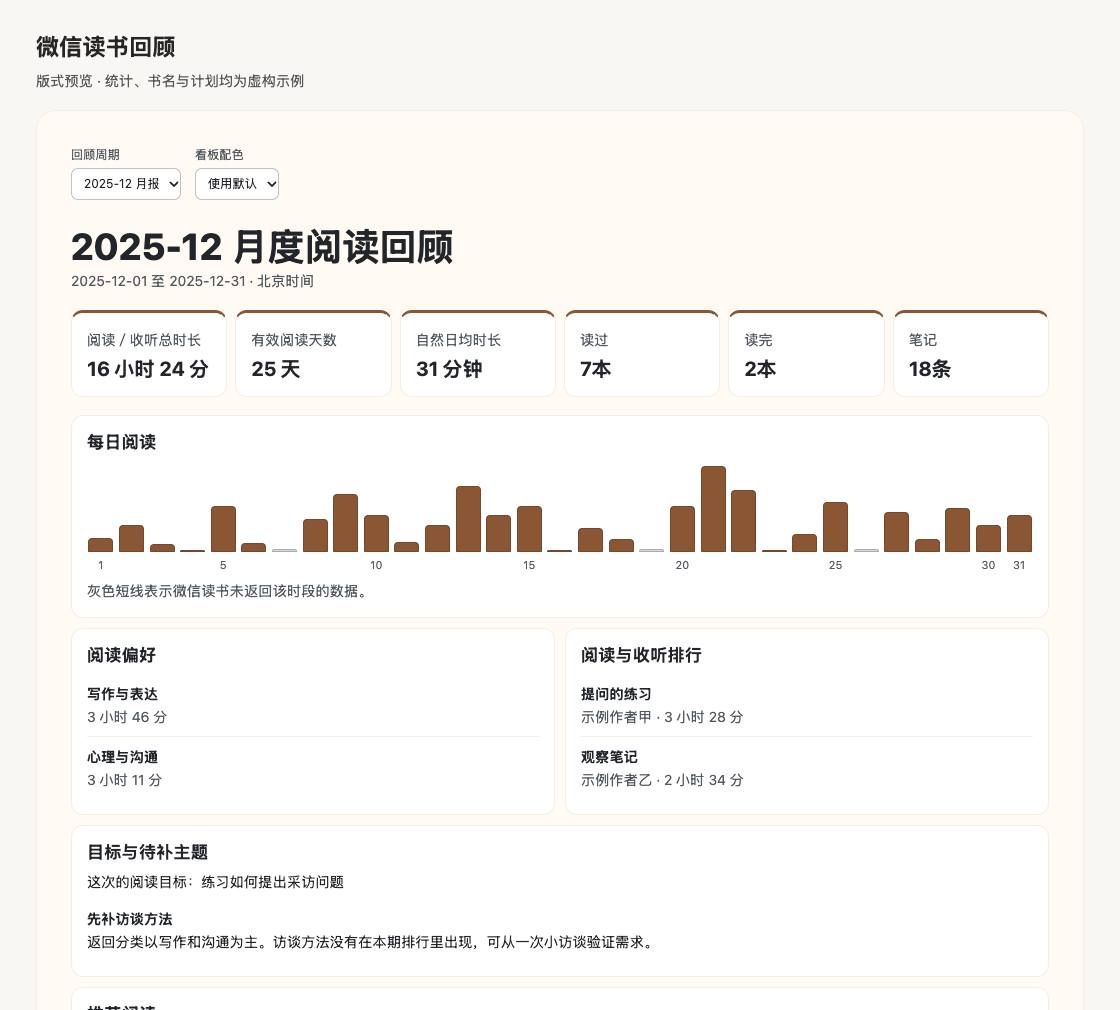 微信读书回顾
版式预览 · 统计、书名与计划均为虚构示例
回顾周期
看板配色
2025-12 月报
使用默认
2025-12 月度阅读回顾
2025-12-01 至 2025-12-31 · 北京时间
阅读 / 收听总时长
16 小时 24 分
有效阅读天数
25 天
自然日均时长
31 分钟
读过
7本
读完
2本
笔记
18条
每日阅读
1 5 10 15 20 25 30 31
灰色短线表示微信读书未返回该时段的数据。
阅读偏好
写作与表达
3 小时 46 分
心理与沟通
3 小时 11 分
阅读与收听排行
提问的练习
示例作者甲 · 3 小时 28 分
观察笔记
示例作者乙 · 2 小时 34 分
目标与待补主题
这次的阅读目标：练习如何提出采访问题
先补访谈方法
返回分类以写作和沟通为主。访谈方法没有在本期排行里出现，可从一次小访谈验证需求。